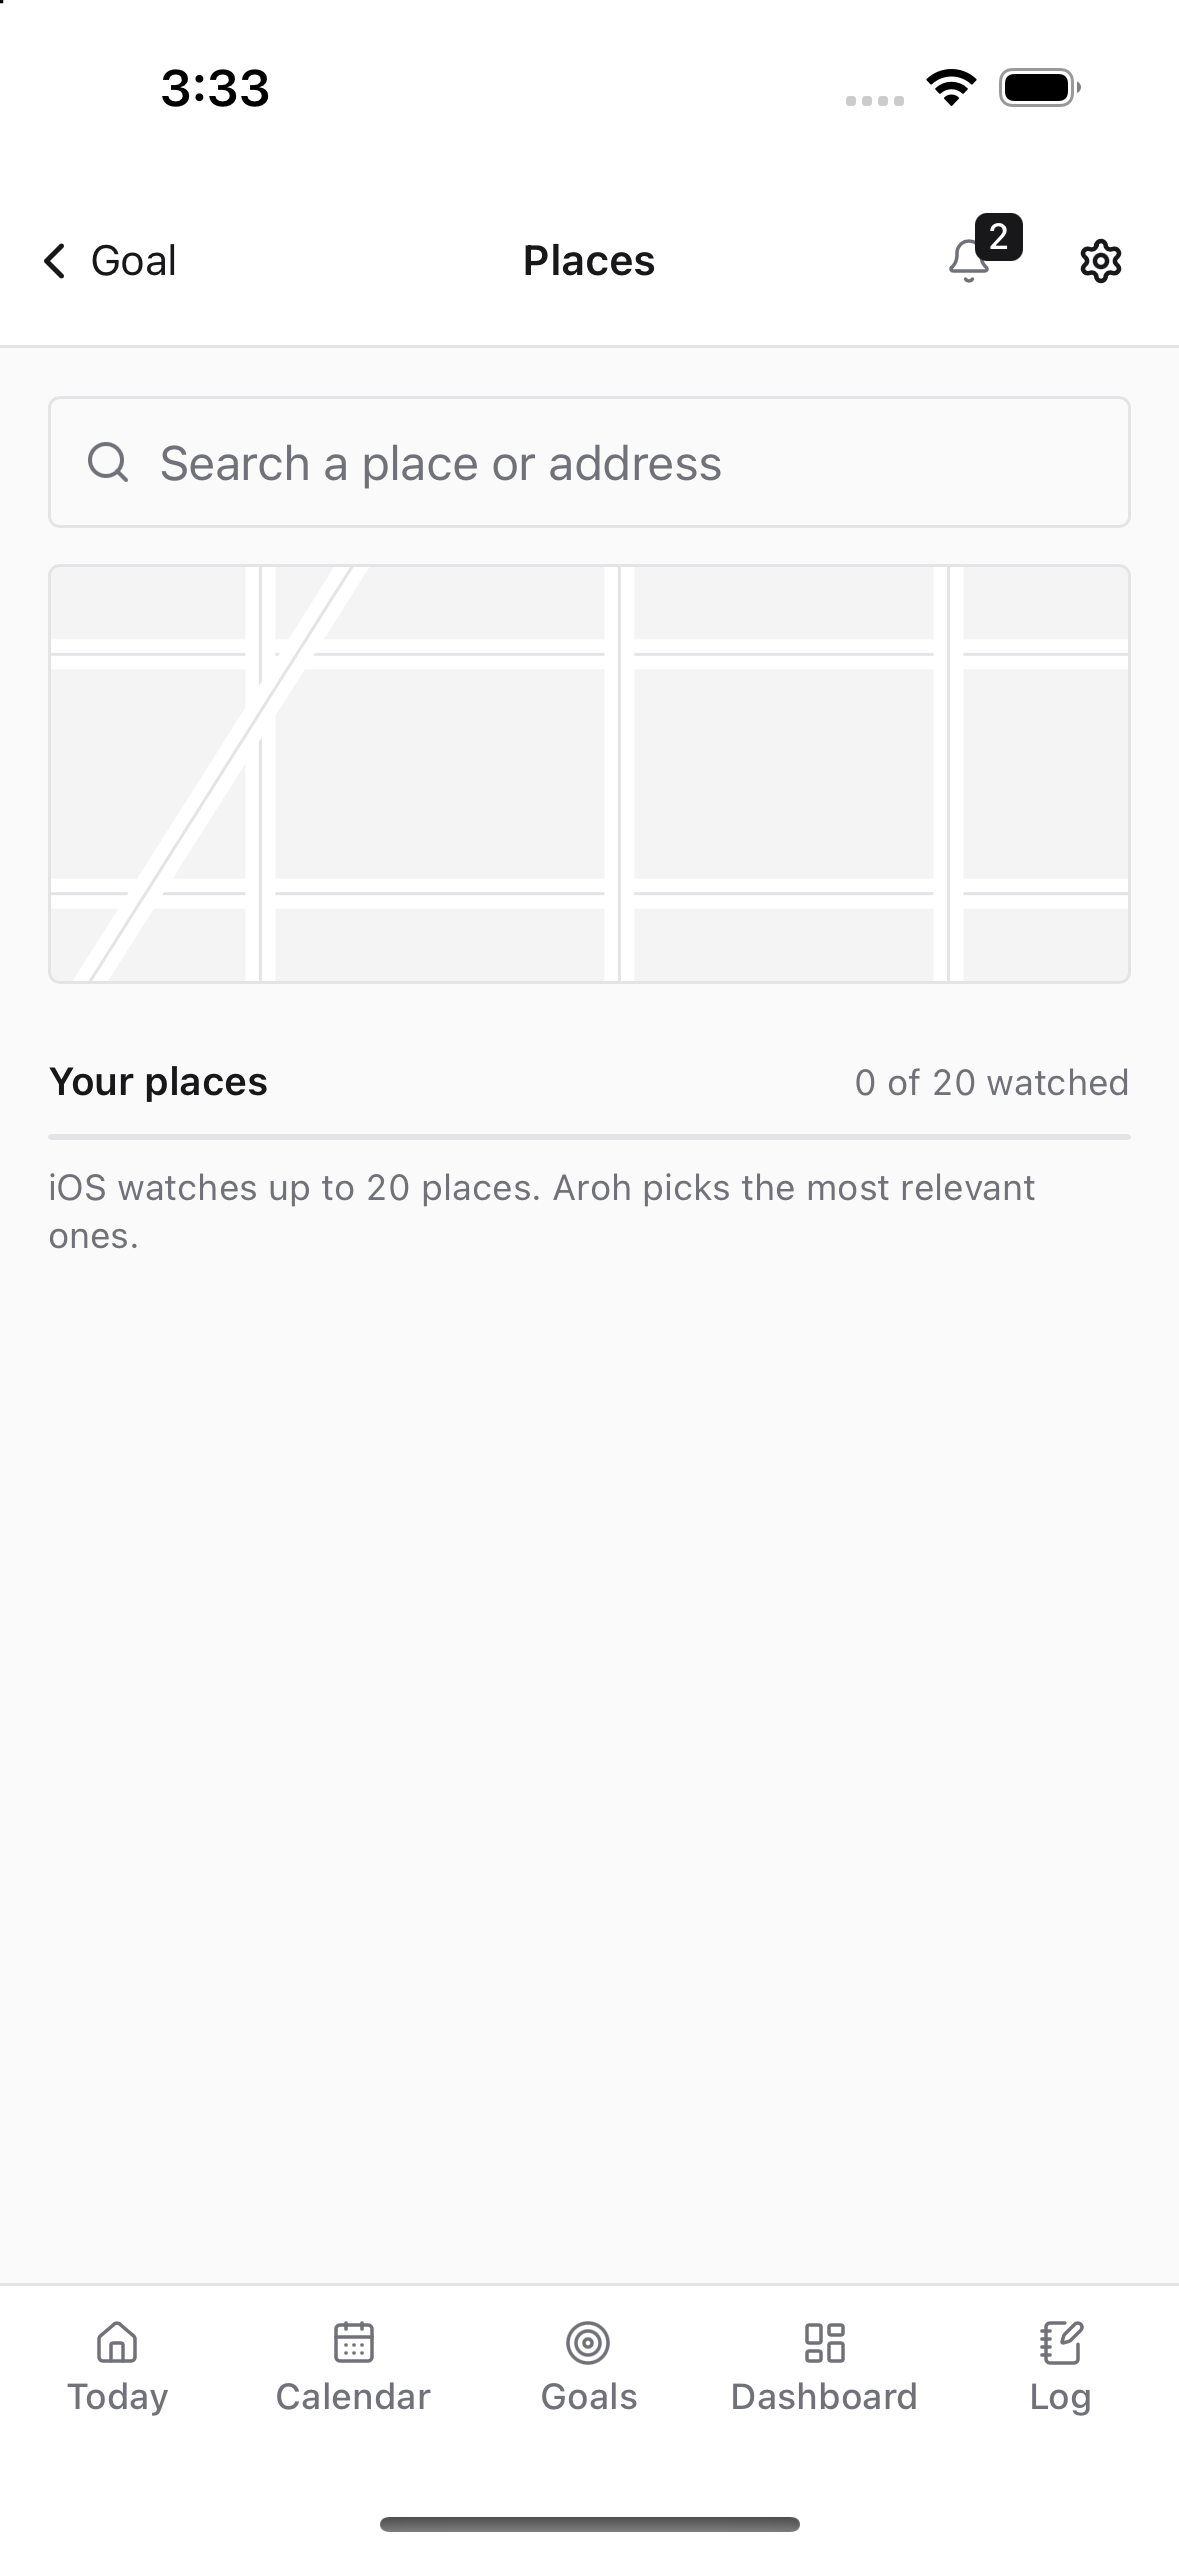 3:33
Goal
Places
2
Search a place or address
Your places
0 of 20 watched
iOS watches up to 20 places. Aroh picks the most relevant
ones.
Today
Calendar
Goals
Dashboard
Log